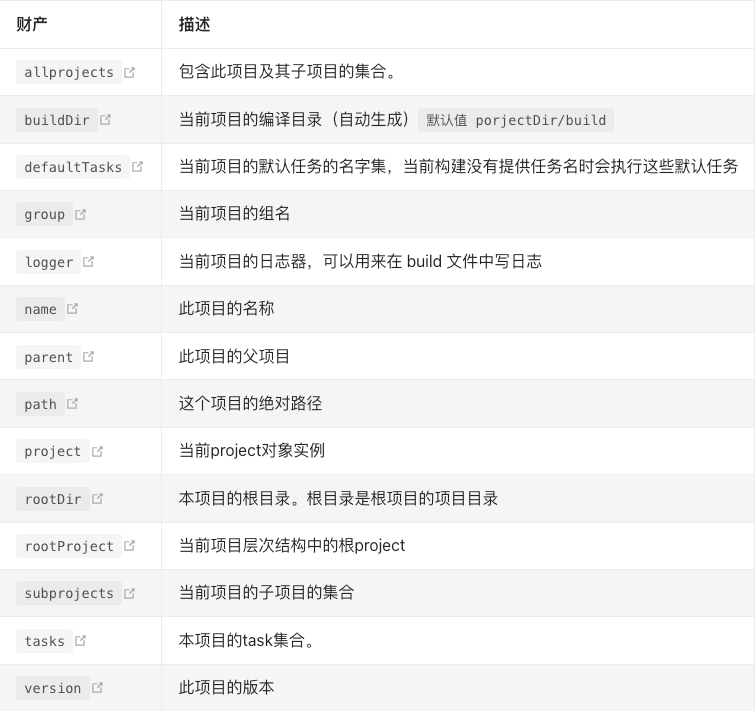 财产 描述
allprojects 包含此项目及其子项目的集合。
buildDir 当前项目的编译目录（自动生成） 默认值 porjectDir/build
defaultTasks 当前项目的默认任务的名字集，当前构建没有提供任务名时会执行这些默认任务
group 当前项目的组名
logger 当前项目的日志器，可以用来在 build 文件中写日志
name 此项目的名称
parent 此项目的父项目
path 这个项目的绝对路径
project 当前project对象实例
rootDir 本项目的根目录。根目录是根项目的项目目录
rootProject 当前项目层次结构中的根project
subprojects 当前项目的子项目的集合
tasks 本项目的task集合。
version 此项目的版本